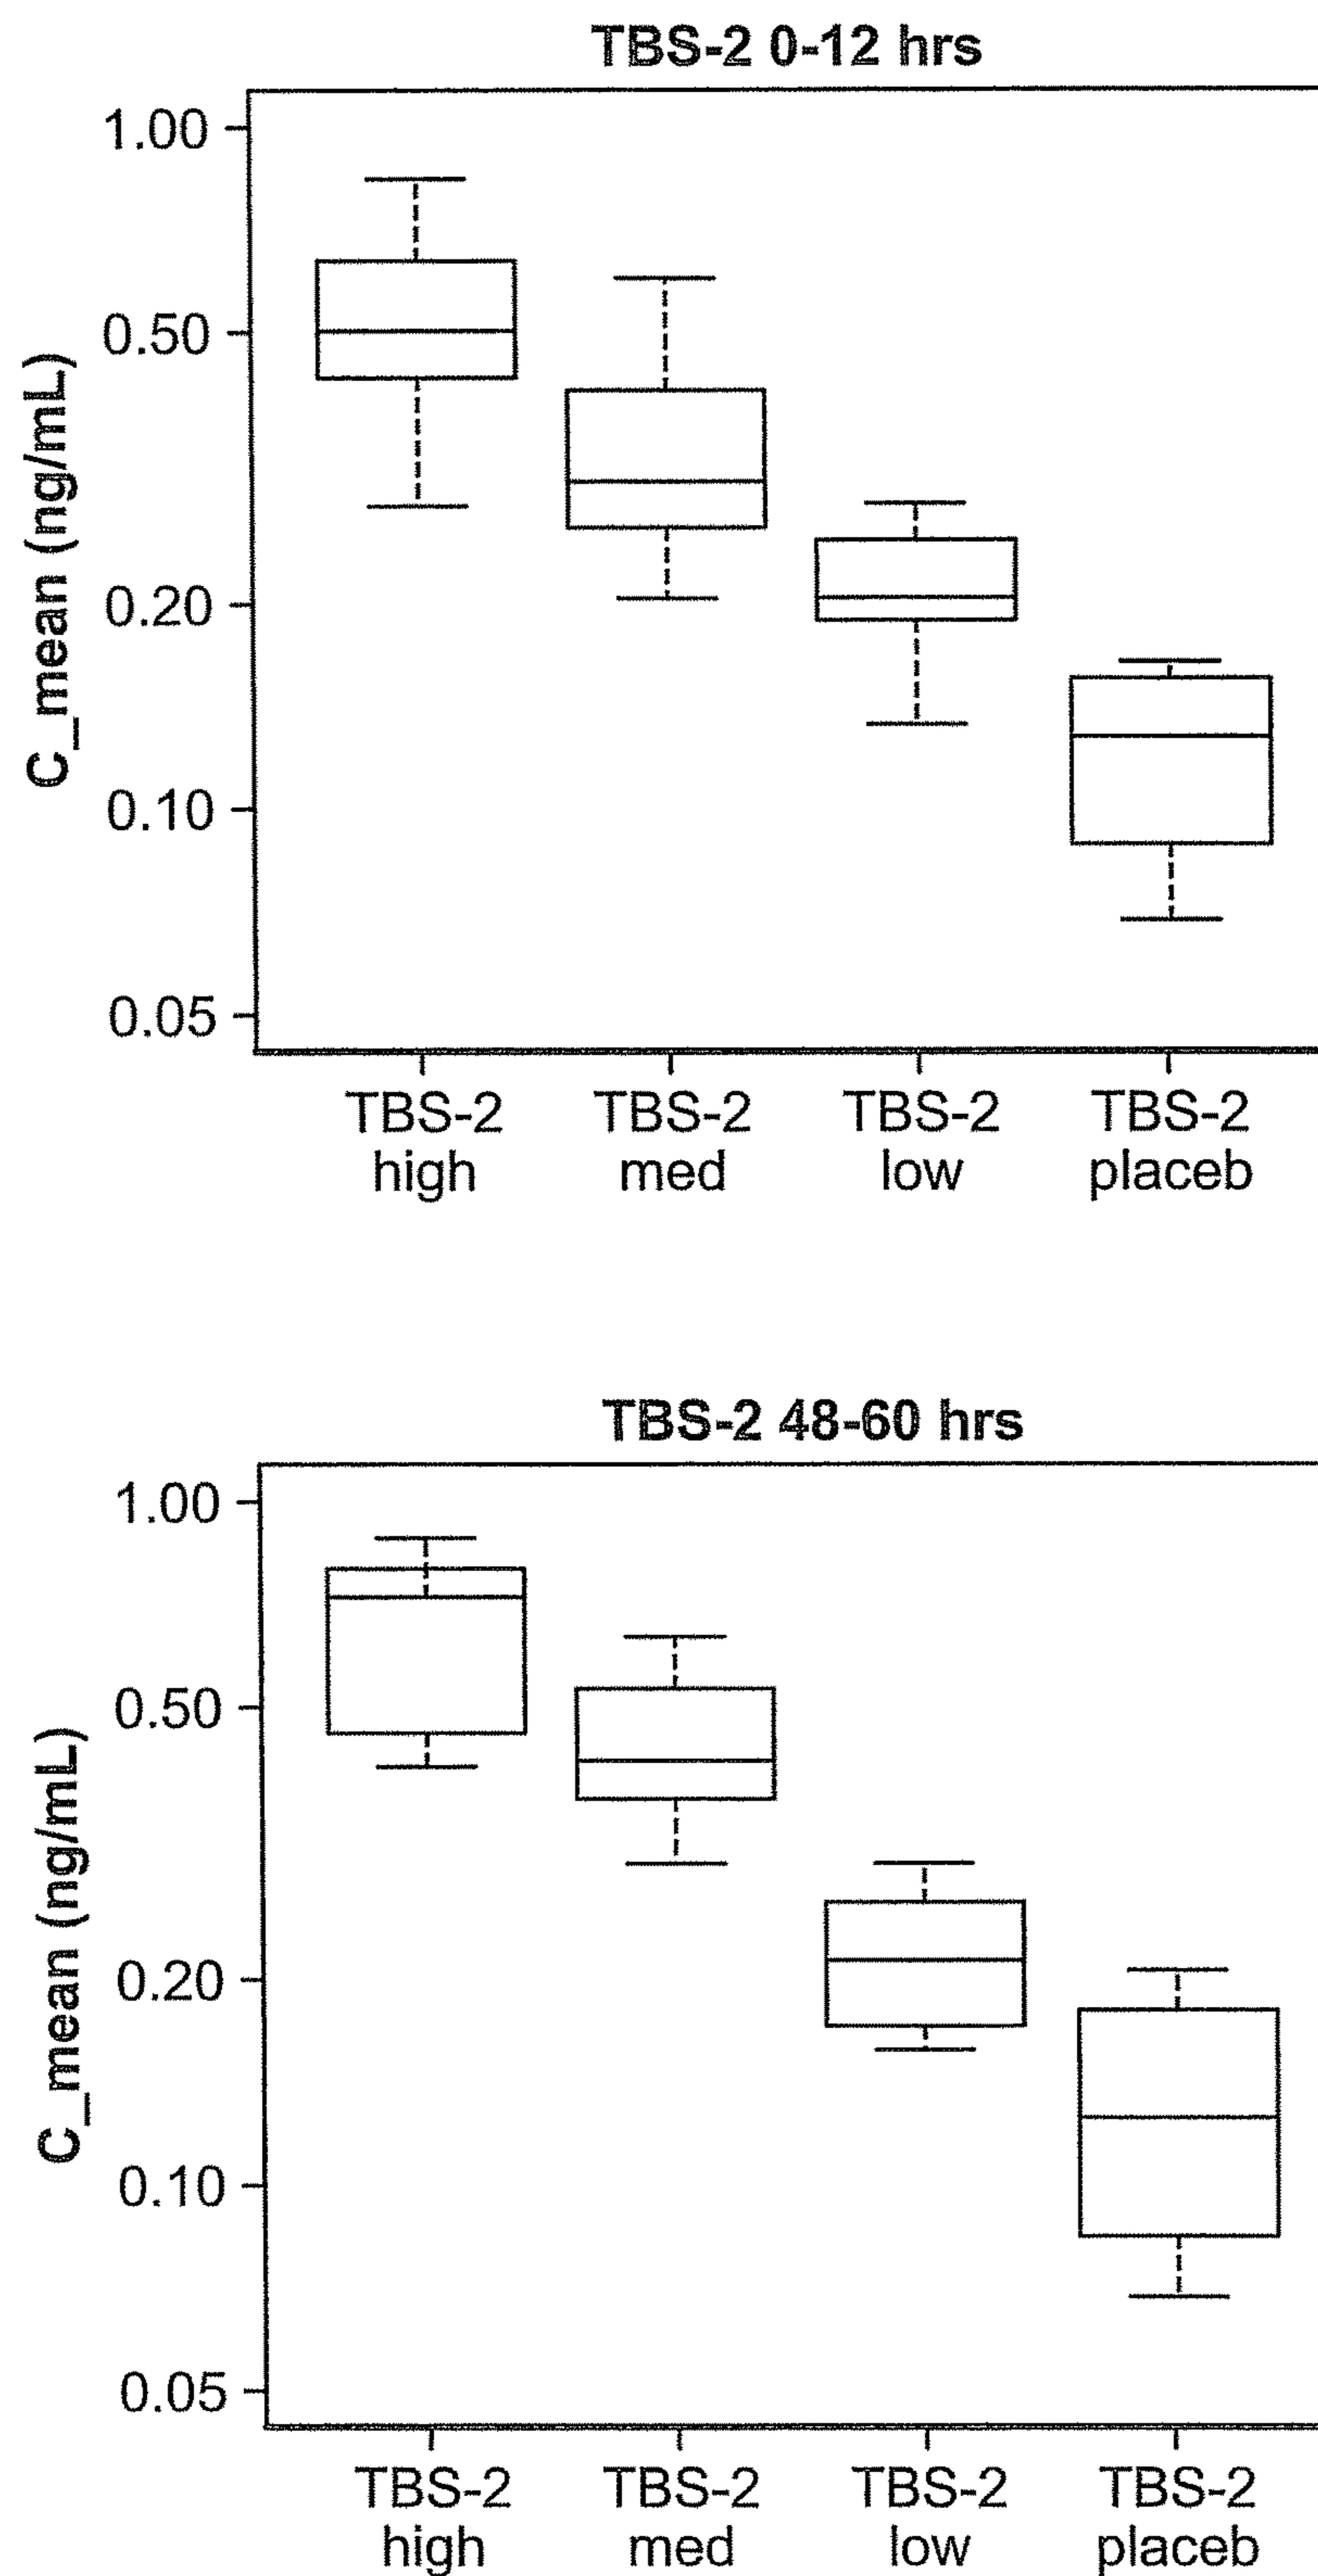 TBS-2 0-12 hrs
C_mean (ng/mL)
1.00
0.50
0.20
0.10
0.05
TBS-2 high
TBS-2 med
TBS-2 low
TBS-2 placeb
TBS-2 48-60 hrs
C_mean (ng/mL)
1.00
0.50
0.20
0.10
0.05
TBS-2 high
TBS-2 med
TBS-2 low
TBS-2 placeb